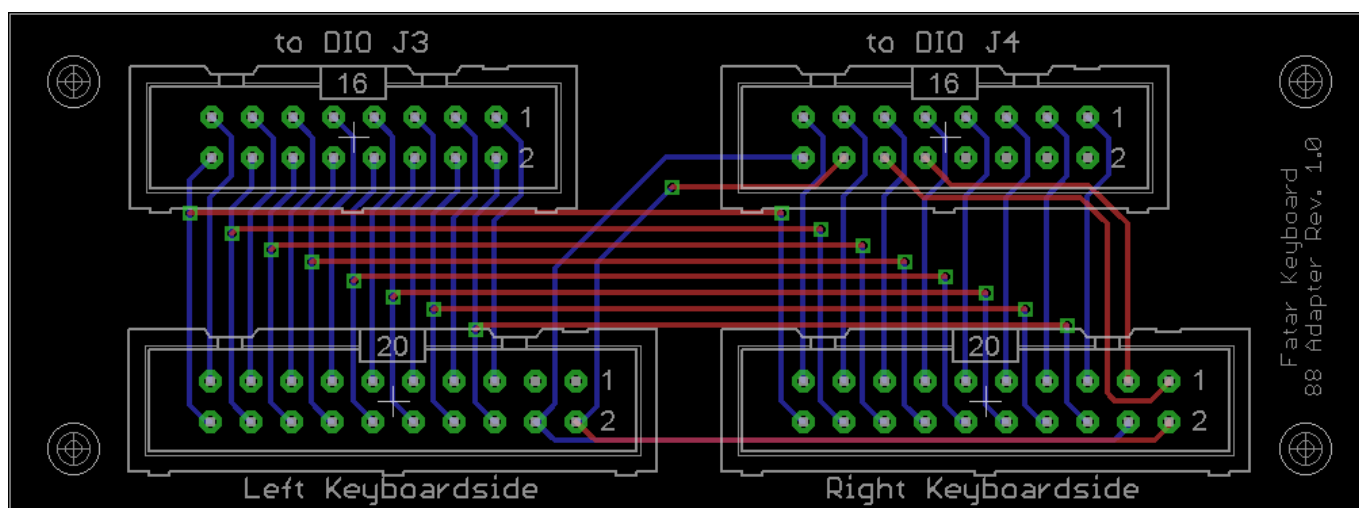 to DIO J3
to DIO J4
16
1
2
16
1
2
20
1
2
20
1
2
Left Keyboardside
Right Keyboardside
Fatar Keyboard
88 Adapter Rev. 1.0